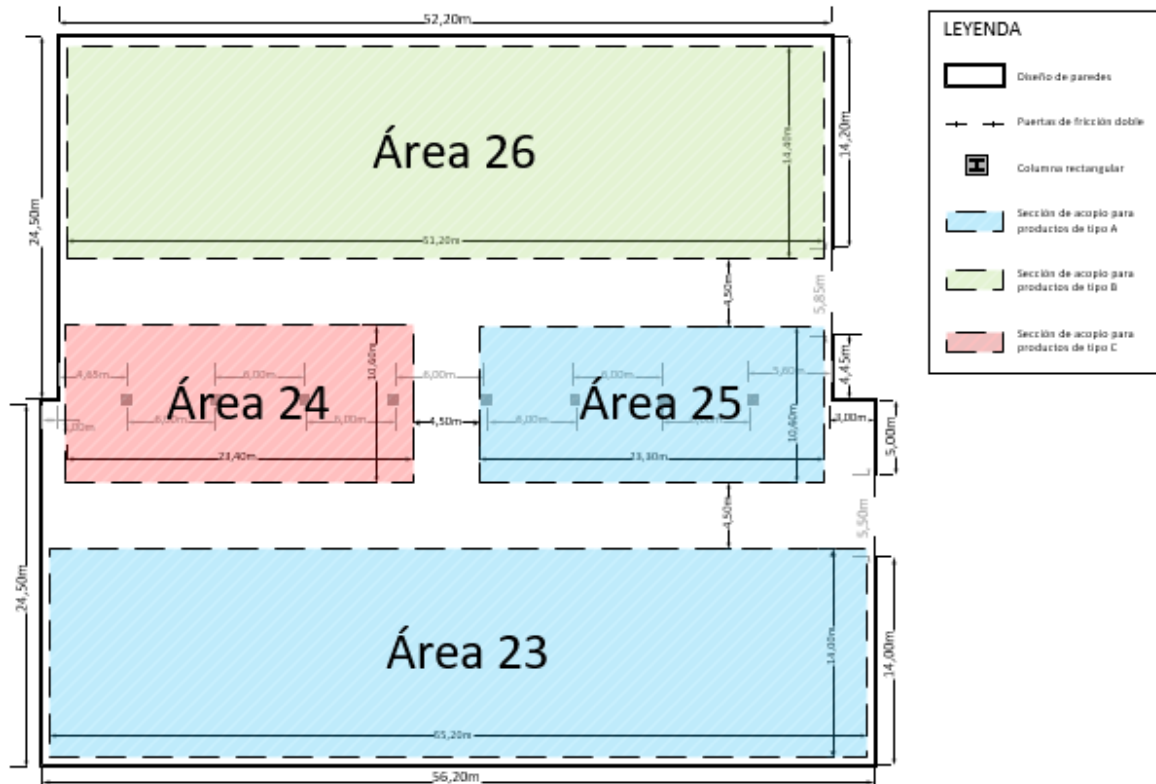 52,20m
LEYENDA
Diseño de paredes
Puertas de fricción doble
Columna rectangular
Sección de acopio para
productos de tipo A
Sección de acopio para
productos de tipo B
Sección de acopio para
productos de tipo C
24,50m
Área 26
14,40m
14,20m
51,20m
4,50m
5,85m
4,65m
6,00m
10,60m
6,00m
6,00m
5,60m
4,45m
Área 24
Área 25
6,00m
6,00m
4,50m
6,00m
10,60m
3,00m
5,00m
23,40m
23,30m
4,50m
5,50m
24,50m
Área 23
14,00m
14,00m
55,20m
56,20m